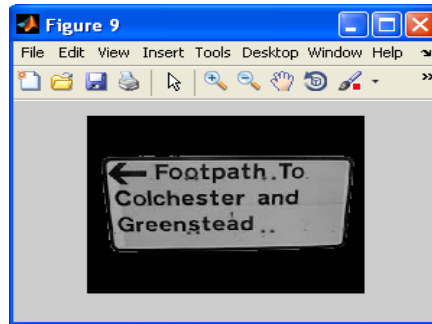 Figure 9
File Edit View Insert Tools Desktop Window Help
Footpath To
Colchester and
Greenstead